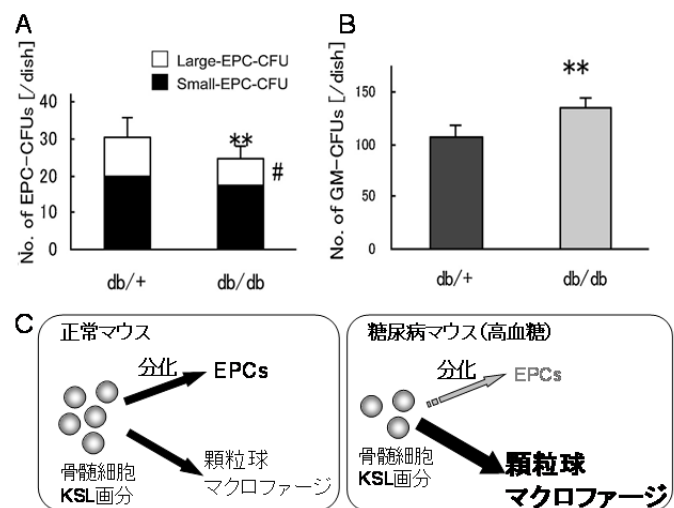 A
No. of EPC-CFUs [/dish]
Large-EPC-CFU
Small-EPC-CFU
40
30
20
10
0
**
#
db/+
db/db
B
No. of GM-CFUs [/dish]
150
100
50
0
**
db/+
db/db
C
正常マウス
分化
EPCs
骨髄細胞
KSL画分
顆粒球
マクロファージ
糖尿病マウス(高血糖)
分化
EPCs
骨髄細胞
KSL画分
顆粒球
マクロファージ